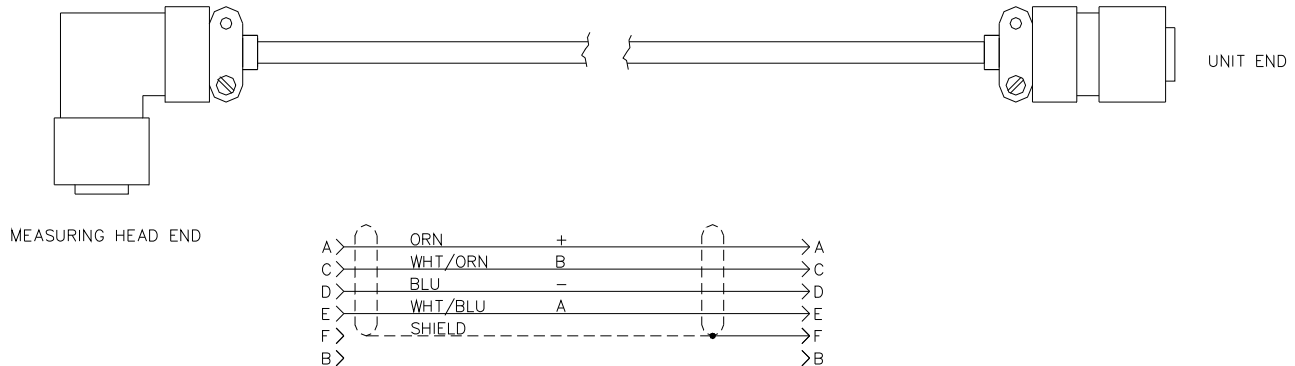 UNIT END
MEASURING HEAD END
A ORN + A
C WHT/ORN B C
D BLU - D
E WHT/BLU A E
F SHIELD F
B B